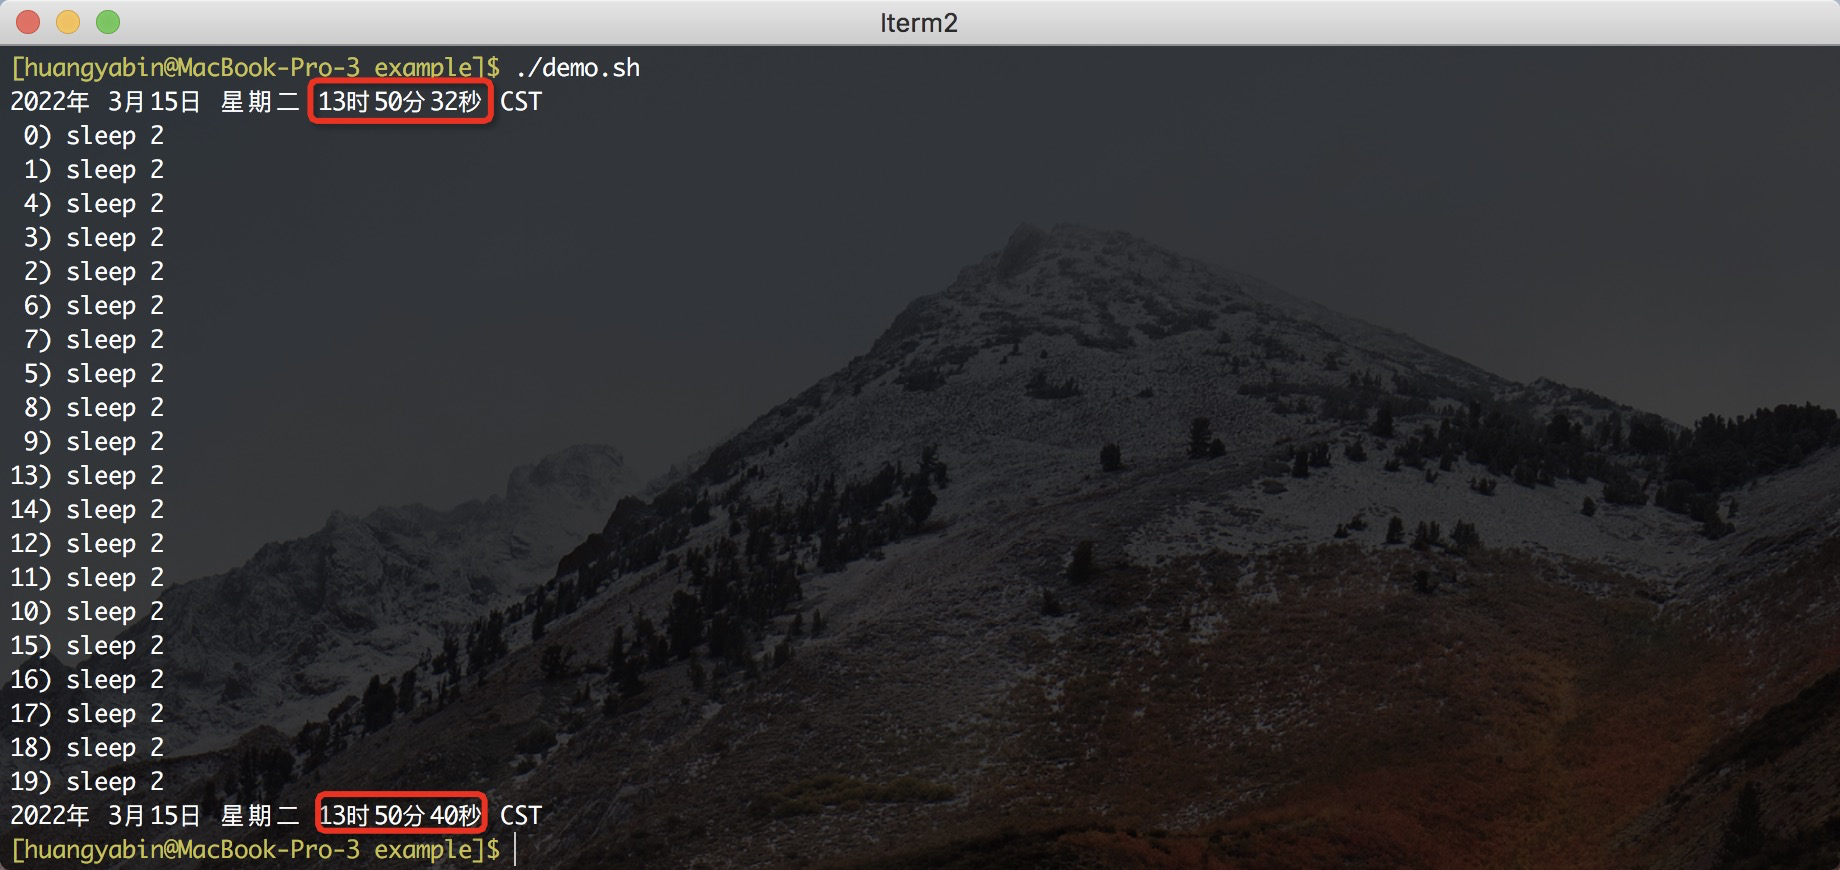 Iterm2
[huangyabin@MacBook-Pro-3 example]$ ./demo.sh
2022年 3月15日 星期二 13时50分32秒 CST
0) sleep 2
1) sleep 2
4) sleep 2
3) sleep 2
2) sleep 2
6) sleep 2
7) sleep 2
5) sleep 2
8) sleep 2
9) sleep 2
13) sleep 2
14) sleep 2
12) sleep 2
11) sleep 2
10) sleep 2
15) sleep 2
16) sleep 2
17) sleep 2
18) sleep 2
19) sleep 2
2022年 3月15日 星期二 13时50分40秒 CST
[huangyabin@MacBook-Pro-3 example]$